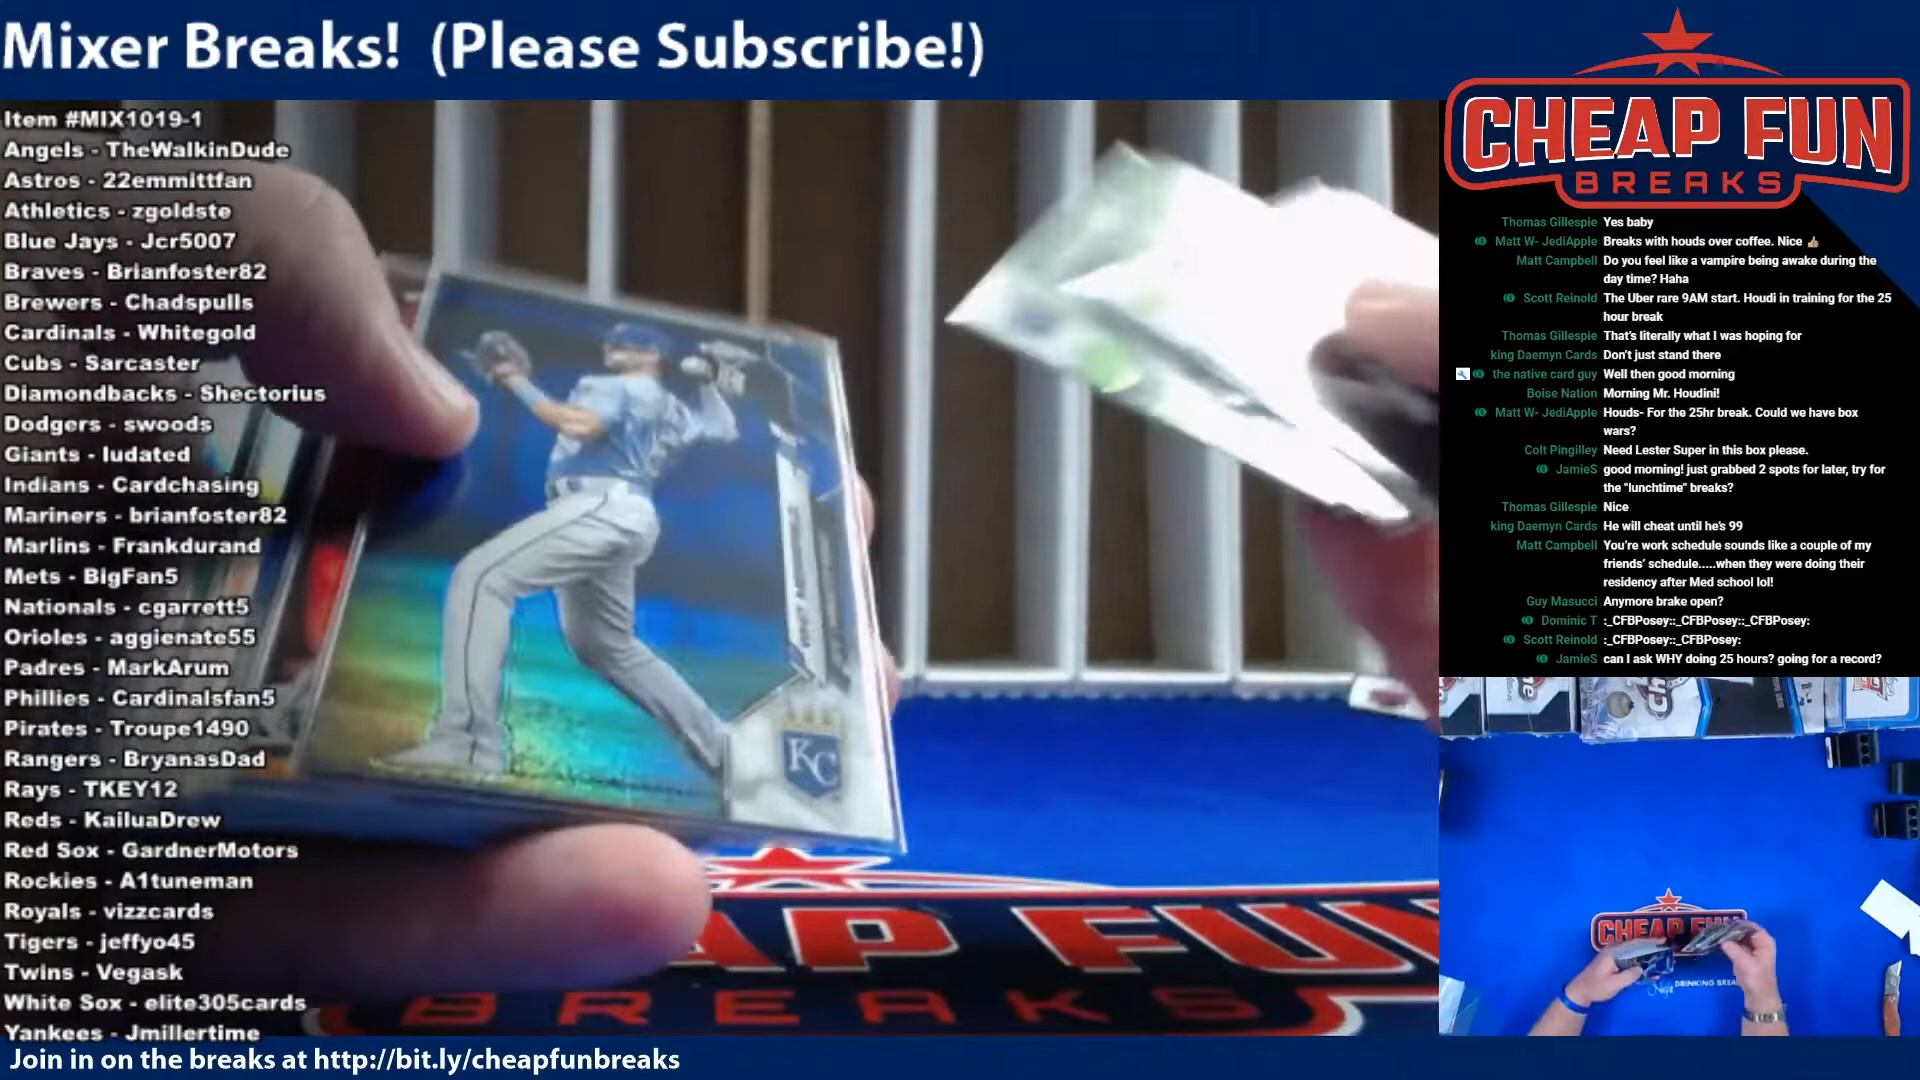 Mixer Breaks! (Please Subscribe!)
Item #MIX1019-1
Angels - TheWalkinDude
Astros - 22emmittfan
Athletics - zgoldste
Blue Jays - Jcr5007
Braves - Brianfoster82
Brewers - Chadspulls
Cardinals - Whitegold
Cubs - Sarcaster
Diamondbacks - Shectorius
Dodgers - swoods
Giants - ludated
Indians - Cardchasing
Mariners - brianfoster82
Marlins - Frankdurand
Mets - BigFan5
Nationals - cgarrett5
Orioles - aggienate55
Padres - MarkArum
Phillies - Cardinalsfan5
Pirates - Troupe1490
Rangers - BryanasDad
Rays - TKEY12
Reds - KailuaDrew
Red Sox - GardnerMotors
Rockies - A1tuneman
Royals - vizzcards
Tigers - jeffyo45
Twins - Vegask
White Sox - elite305cards
Yankees - Jmillertime
Join in on the breaks at http://bit.ly/cheapfunbreaks
KC
AP FUN
BREAKS
CHEAP FUN
BREAKS
Thomas Gillespie Yes baby
Matt W- JediApple Breaks with houds over coffee. Nice 👍🏼
Matt Campbell Do you feel like a vampire being awake during the
day time? Haha
Scott Reinold The Uber rare 9AM start. Houdi in training for the 25
hour break
Thomas Gillespie That's literally what I was hoping for
king Daemyn Cards Don't just stand there
the native card guy Well then good morning
Boise Nation Morning Mr. Houdini!
Matt W- JediApple Houds- For the 25hr break. Could we have box
wars?
Colt Pingilley Need Lester Super in this box please.
JamieS good morning! just grabbed 2 spots for later, try for
the "lunchtime" breaks?
Thomas Gillespie Nice
king Daemyn Cards He will cheat until he's 99
Matt Campbell You're work schedule sounds like a couple of my
friends' schedule.....when they were doing their
residency after Med school lol!
Guy Masucci Anymore brake open?
Dominic T :_CFBPosey::_CFBPosey::_CFBPosey:
Scott Reinold :_CFBPosey::_CFBPosey:
JamieS can I ask WHY doing 25 hours? going for a record?
CHEAP FUN
DRINKING